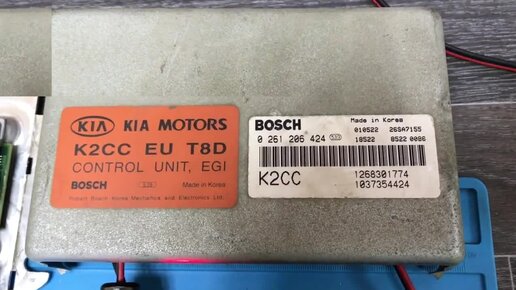 KIA KIA MOTORS
K2CC EU T8D
CONTROL UNIT, EGI
BOSCH Made in Korea
Robert Bosch Korea Mechanics and Electronics Ltd.
Made in Korea
BOSCH 010522 26SA7155
0 261 206 424 18522 8522 0086
K2CC 1268301774
1037354424